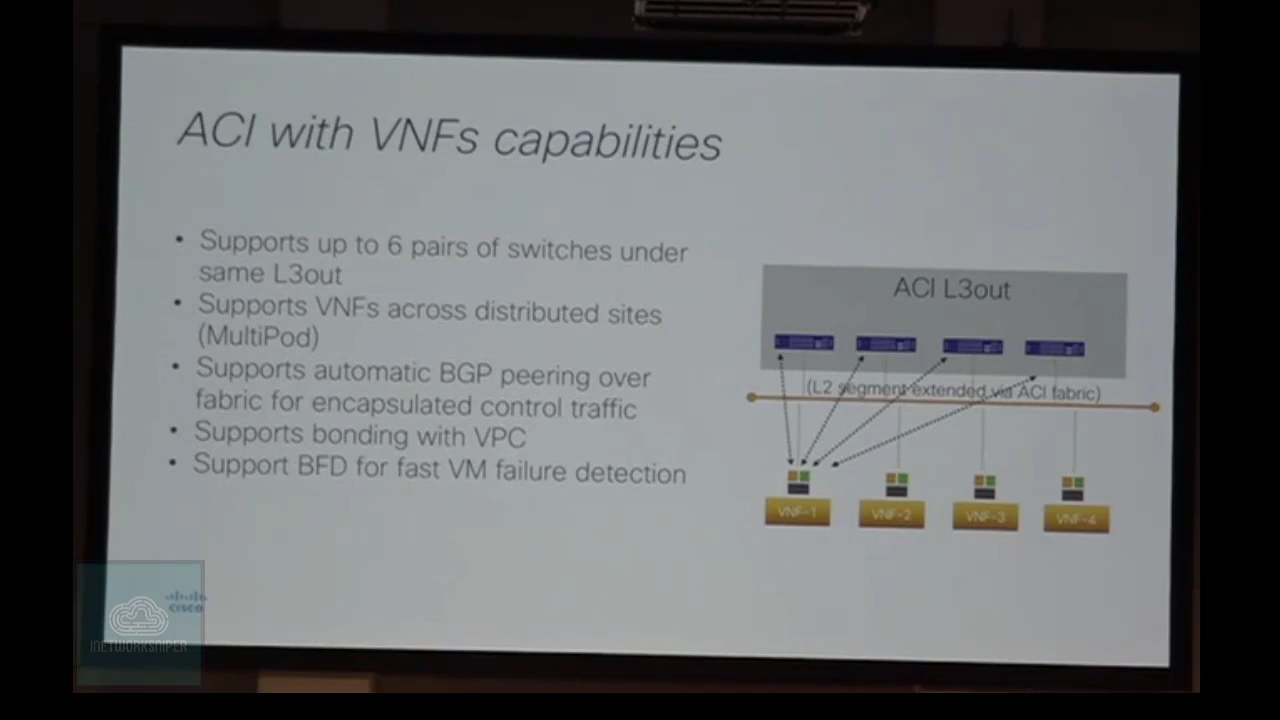 ACI with VNFs capabilities
• Supports up to 6 pairs of switches under
same L3out
• Supports VNFs across distributed sites
(MultiPod)
• Supports automatic BGP peering over
fabric for encapsulated control traffic
• Supports bonding with VPC
• Support BFD for fast VM failure detection
ACI L3out
(L2 segment extended via ACI fabric)
VNF-1
VNF-2
VNF-3
VNF-4
CISCO
INETWORKSNIPER